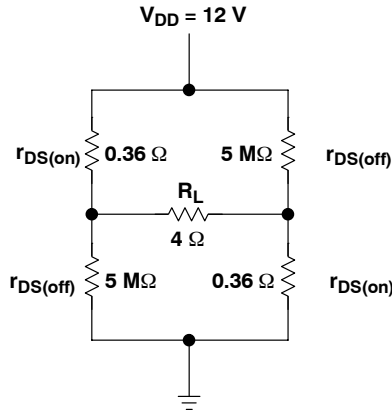 V_DD = 12 V
r_DS(on) 0.36 Ω 5 MΩ r_DS(off)
R_L
4 Ω
r_DS(off) 5 MΩ 0.36 Ω r_DS(on)